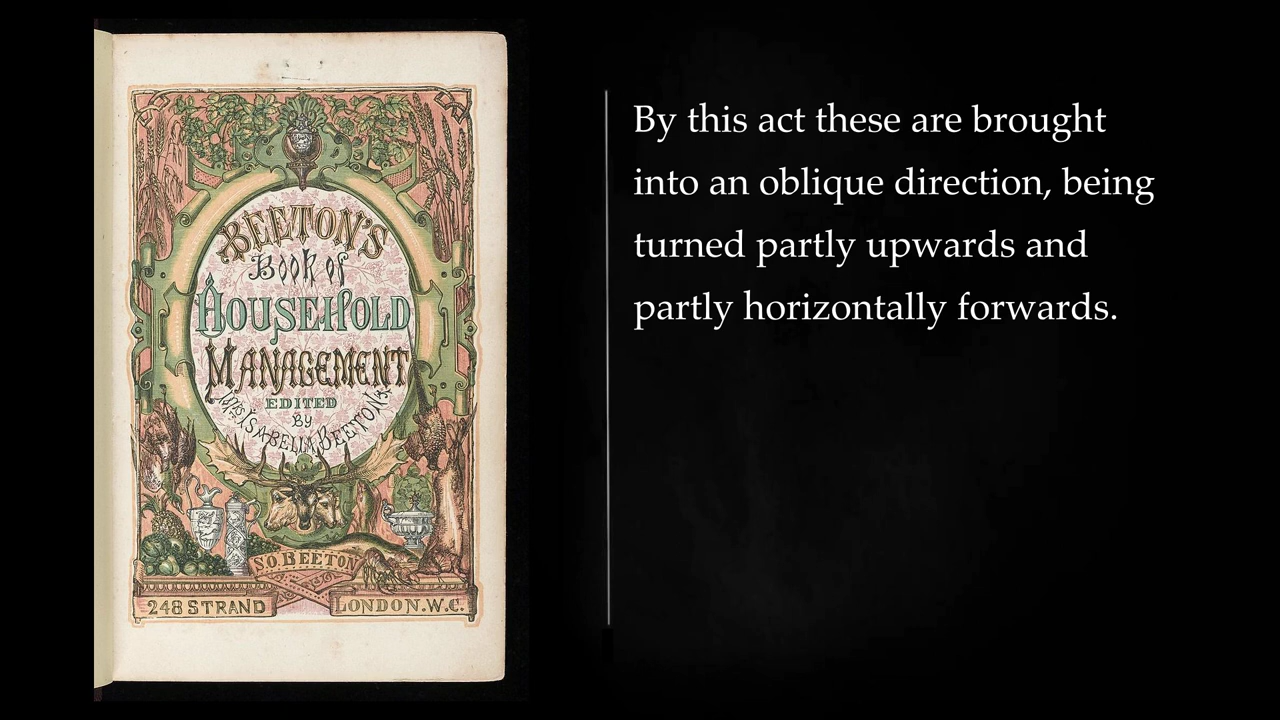 BEETON'S
Book of
HOUSEHOLD
MANAGEMENT
EDITED
BY
MRS ISABELLA BEETON
S.O. BEETON
248 STRAND
LONDON. W.C.
By this act these are brought
into an oblique direction, being
turned partly upwards and
partly horizontally forwards.